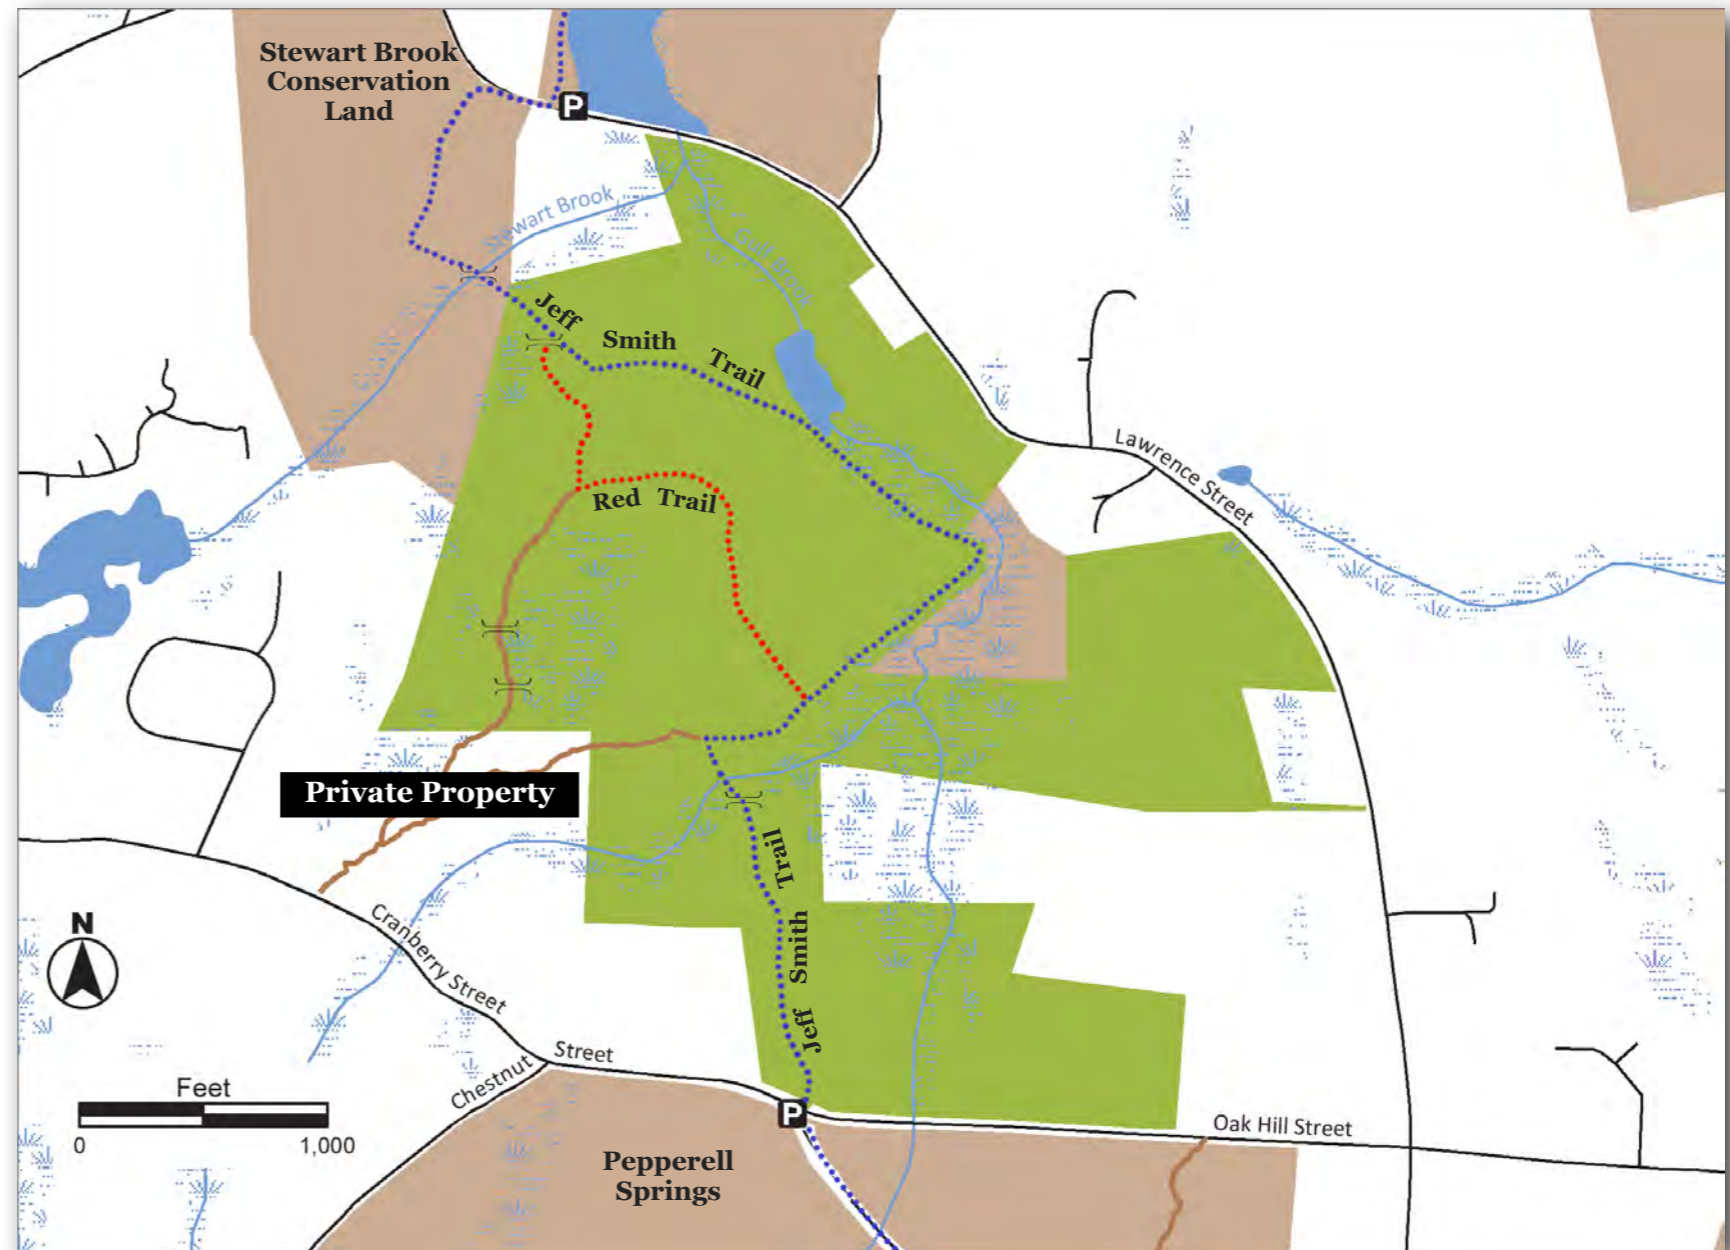 Stewart Brook
Conservation
Land
P
Stewart Brook
Gulf Brook
Jeff Smith Trail
Lawrence Street
Red Trail
Private Property
Jeff Smith Trail
N
Cranberry Street
Street
Chestnut
Feet
0 1,000
P
Oak Hill Street
Pepperell
Springs